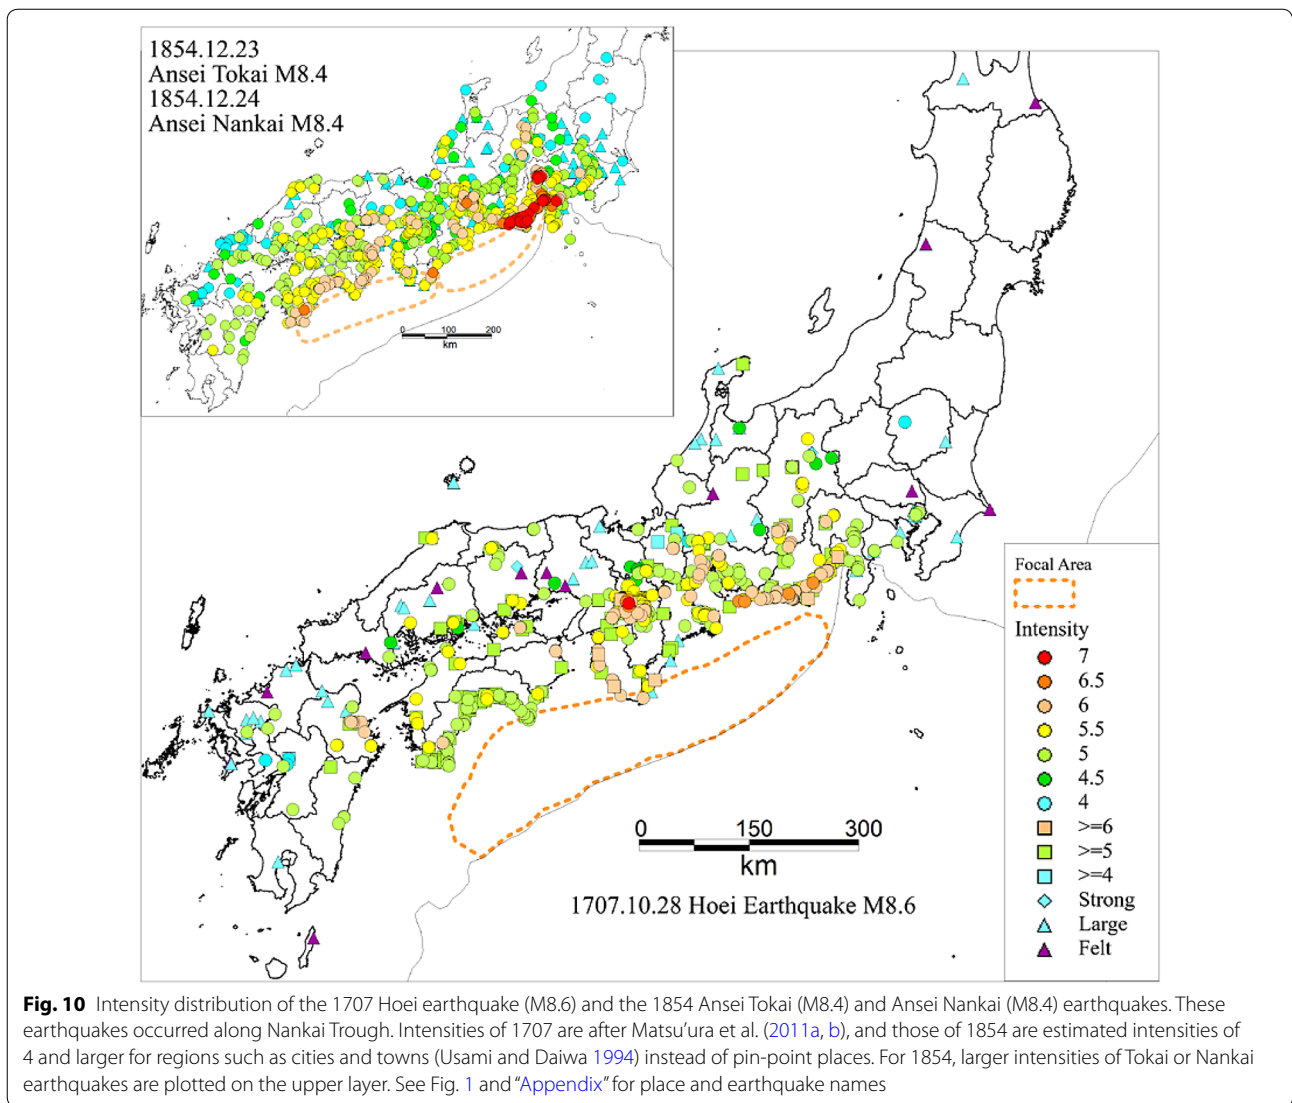 1854.12.23
Ansei Tokai M8.4
1854.12.24
Ansei Nankai M8.4
0 100 200
km
Focal Area
Intensity
7
6.5
6
5.5
5
4.5
4
>=6
>=5
>=4
Strong
Large
Felt
0 150 300
km
1707.10.28 Hoei Earthquake M8.6
Fig. 10 Intensity distribution of the 1707 Hoei earthquake (M8.6) and the 1854 Ansei Tokai (M8.4) and Ansei Nankai (M8.4) earthquakes. These
earthquakes occurred along Nankai Trough. Intensities of 1707 are after Matsu’ura et al. (2011a, b), and those of 1854 are estimated intensities of
4 and larger for regions such as cities and towns (Usami and Daiwa 1994) instead of pin-point places. For 1854, larger intensities of Tokai or Nankai
earthquakes are plotted on the upper layer. See Fig. 1 and “Appendix” for place and earthquake names